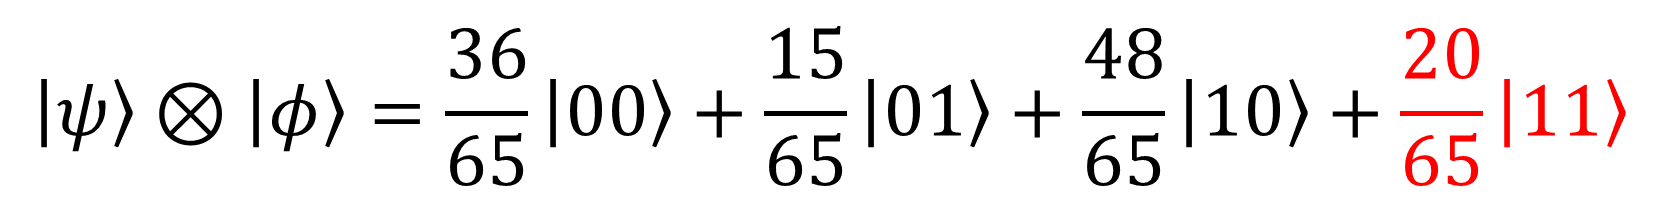 |ψ⟩ ⊗ |ϕ⟩ = 36/65 |00⟩ + 15/65 |01⟩ + 48/65 |10⟩ + 20/65 |11⟩